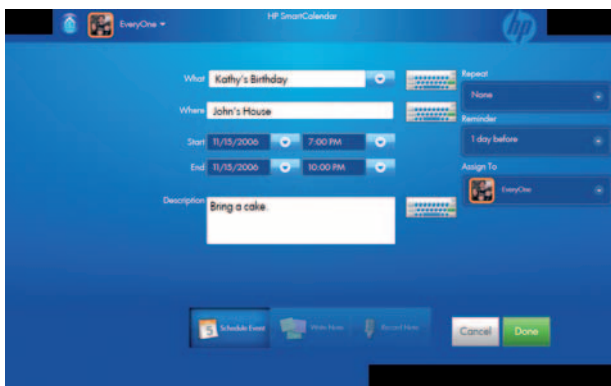 HP SmartCalendar
EveryOne
hp
What Kathy's Birthday
Where John's House
Start 11/15/2006 7:00 PM
End 11/15/2006 10:00 PM
Description Bring a cake.
Repeat
None
Reminder
1 day before
Assign To
EveryOne
5 Schedule Event Write Note Record Note
Cancel Done